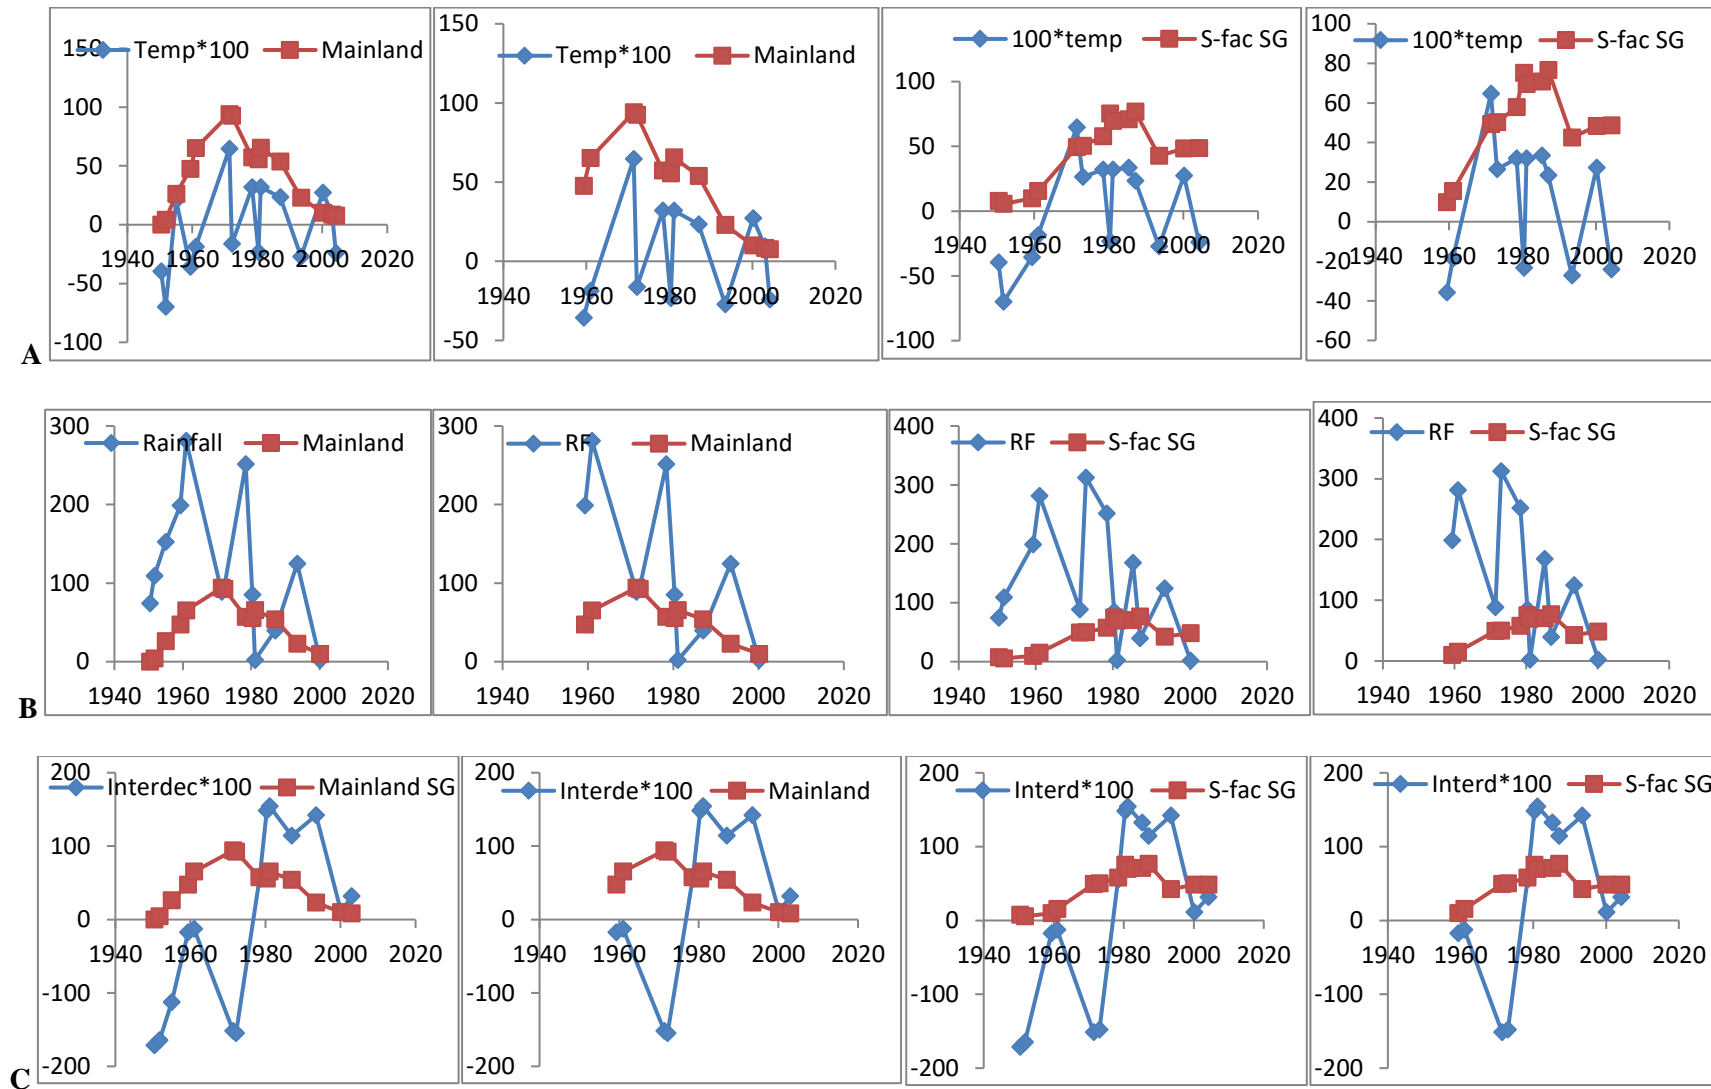 Temp*100 Mainland
150
100
50
0
-50
-100
1940 1960 1980 2000 2020
Temp*100 Mainland
150
100
50
0
-50
1940 1960 1980 2000 2020
100*temp S-fac SG
100
50
0
-50
-100
1940 1960 1980 2000 2020
100*temp S-fac SG
100
80
60
40
20
0
-20
-40
-60
1940 1960 1980 2000 2020
A
Rainfall Mainland
300
200
100
0
1940 1960 1980 2000 2020
RF Mainland
300
200
100
0
1940 1960 1980 2000 2020
RF S-fac SG
400
300
200
100
0
1940 1960 1980 2000 2020
RF S-fac SG
400
300
200
100
0
1940 1960 1980 2000 2020
B
Interdec*100 Mainland SG
200
100
0
-100
-200
1940 1960 1980 2000 2020
Interde*100 Mainland
200
100
0
-100
-200
1940 1960 1980 2000 2020
Interd*100 S-fac SG
200
100
0
-100
-200
1940 1960 1980 2000 2020
Interd*100 S-fac SG
200
100
0
-100
-200
1940 1960 1980 2000 2020
C